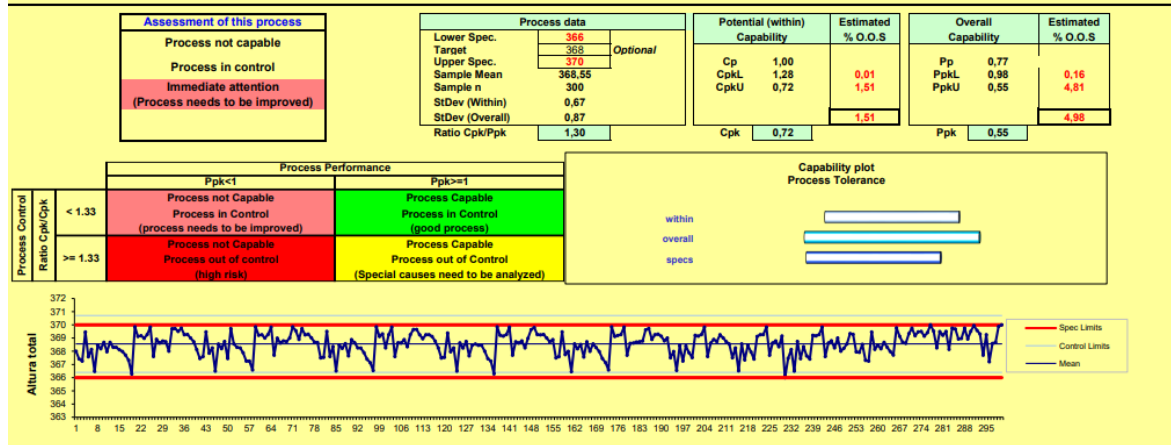 Assessment of this process
Process not capable
Process in control
Immediate attention
(Process needs to be improved)
Process data
Lower Spec. 366
Target 368 Optional
Upper Spec. 370
Sample Mean 368,55
Sample n 300
StDev (Within) 0,67
StDev (Overall) 0,87
Ratio Cpk/Ppk 1,30
Potential (within) Estimated
Capability % O.O.S
Cp 1,00
CpkL 1,28 0,01
CpkU 0,72 1,51
1,51
Cpk 0,72
Overall Estimated
Capability % O.O.S
Pp 0,77
PpkL 0,98 0,16
PpkU 0,55 4,81
4,98
Ppk 0,55
Process Performance
Ppk<1 Ppk>=1
Process Control
Ratio Cpk/Cpk
< 1.33
Process not Capable
Process in Control
(process needs to be improved)
Process Capable
Process in Control
(good process)
>= 1.33
Process not Capable
Process out of control
(high risk)
Process Capable
Process out of Control
(Special causes need to be analyzed)
Capability plot
Process Tolerance
within
overall
specs
Altura total
372
371
370
369
368
367
366
365
364
363
1 8 15 22 29 36 43 50 57 64 71 78 85 92 99 106 113 120 127 134 141 148 155 162 169 176 183 190 197 204 211 218 225 232 239 246 253 260 267 274 281 288 295
Spec Limits
Control Limits
Mean